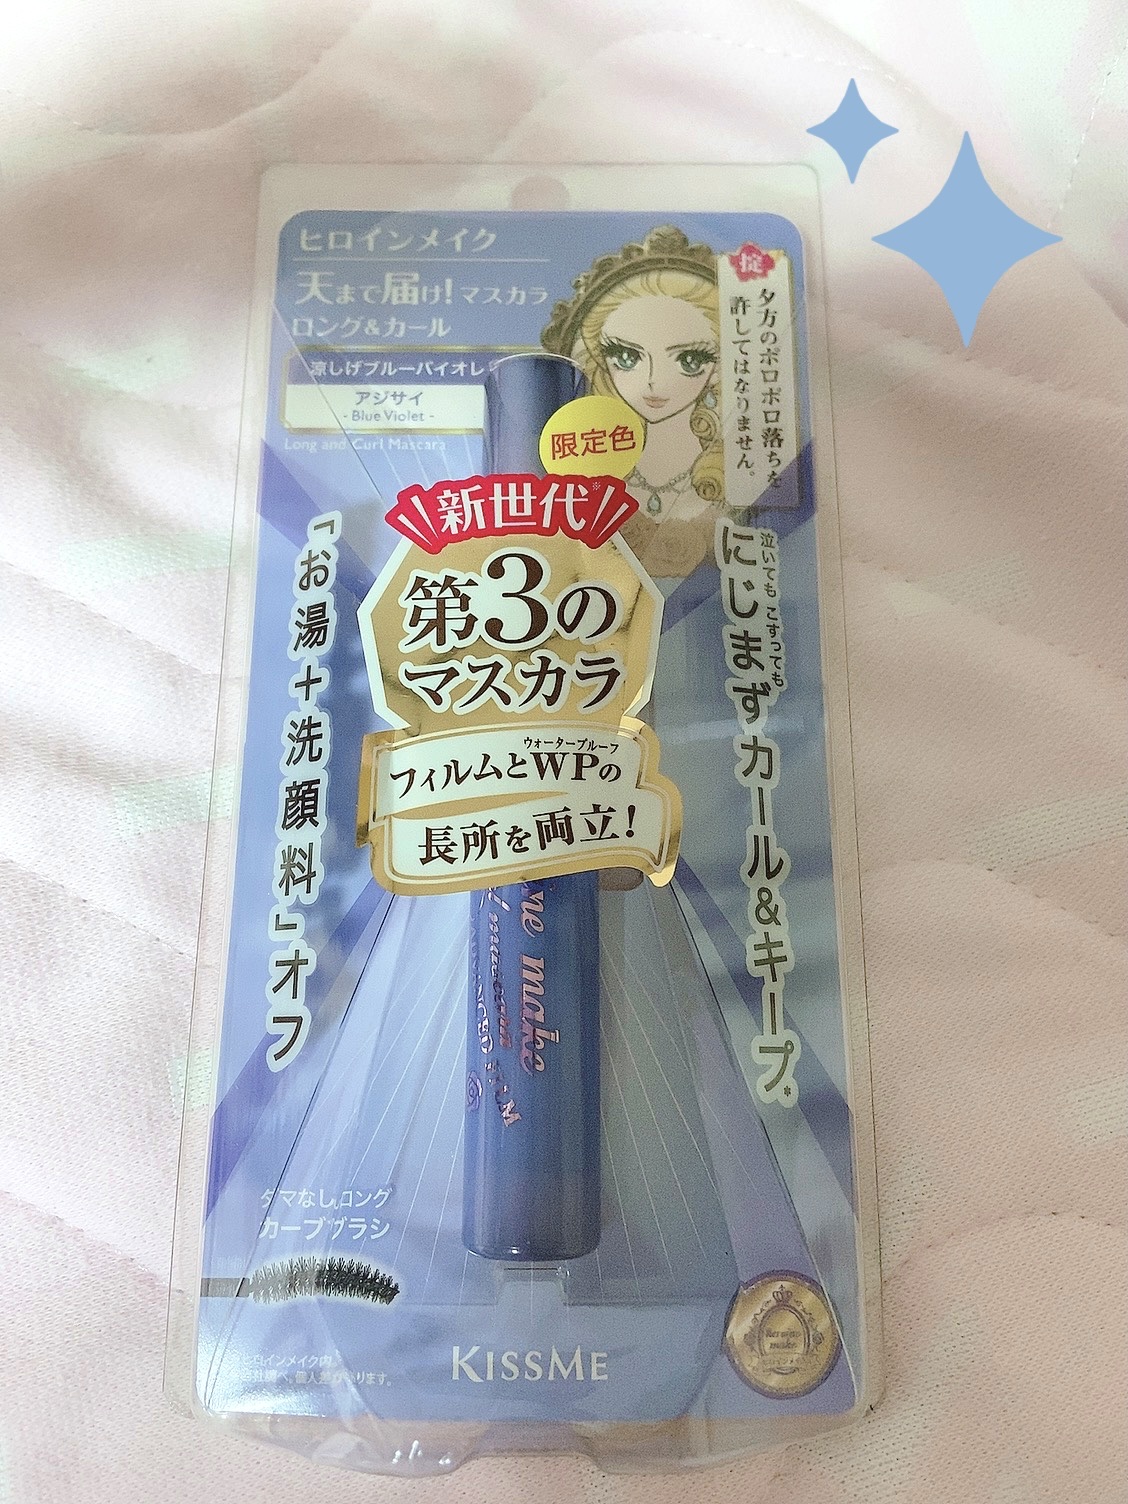 ヒロインメイク
天まで届け!マスカラ
ロング&カール
涼しげブルーバイオレ
アジサイ
- Blue Violet -
Long and Curl Mascara
限定色
掟
夕方のポロポロ落ちを
許してはなりません。
新世代※
第3の
マスカラ
ウォータープルーフ
フィルムとWPの
長所を両立!
泣いても こすっても
にじまずカール&キープ*
「お湯+洗顔料」オフ
make
ダマなしロング
カーブブラシ
KISSME